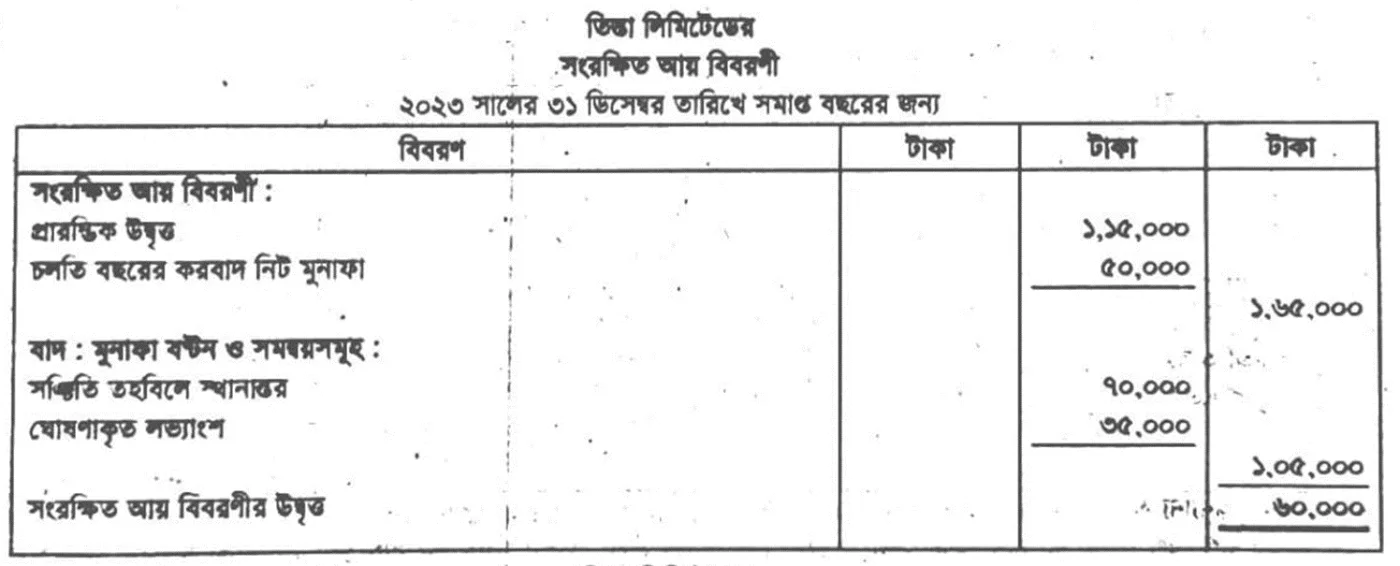 তিস্তা লিমিটেডের
সংরক্ষিত আয় বিবরণী
২০২৩ সালের ৩১ ডিসেম্বর তারিখে সমাপ্ত বছরের জন্য
বিবরণ টাকা টাকা টাকা
সংরক্ষিত আয় বিবরণী :
প্রারম্ভিক উদ্বৃত্ত ১,১৫,০০০
চলতি বছরের করবাদ নিট মুনাফা ৫০,০০০
১,৬৫,০০০
বাদ : মুনাফা বণ্টন ও সমন্বয়সমূহ :
সঞ্চিতি তহবিলে স্থানান্তর ৭০,০০০
ঘোষণাকৃত লভ্যাংশ ৩৫,০০০
১,০৫,০০০
সংরক্ষিত আয় বিবরণীর উদ্বৃত্ত ৬০,০০০